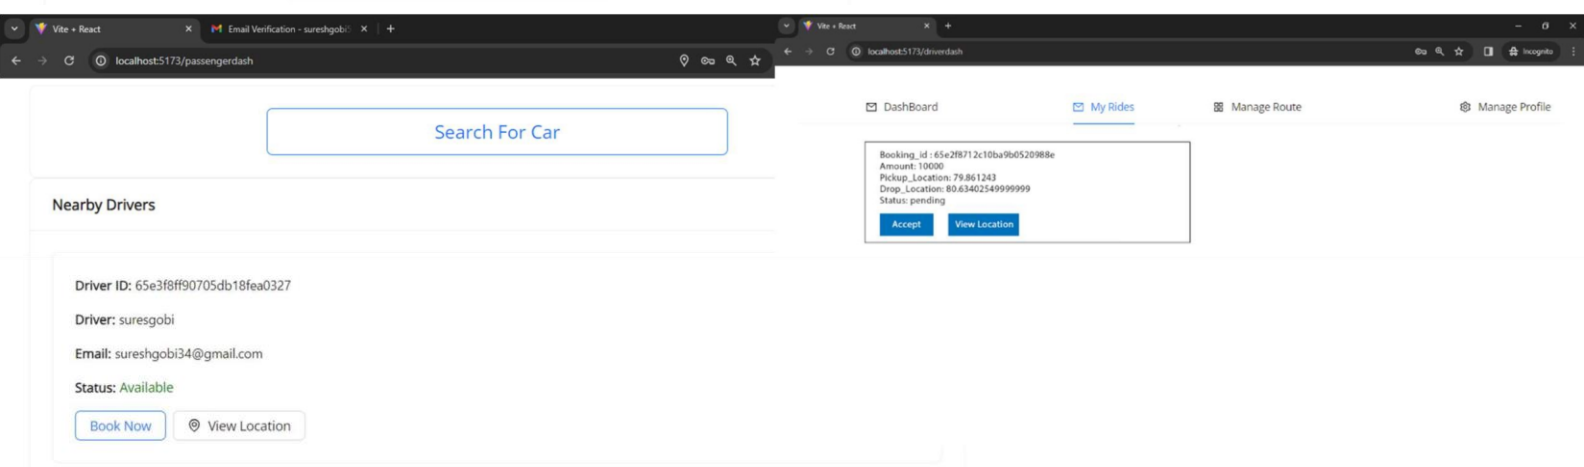 Vite + React
Email Verification - sureshgobi
localhost:5173/passengerdash
Search For Car
Nearby Drivers
Driver ID: 65e3f8ff90705db18fea0327
Driver: suresgobi
Email: sureshgobi34@gmail.com
Status: Available
Book Now
View Location
Vite + React
localhost:5173/driverdash
Incognito
DashBoard
My Rides
Manage Route
Manage Profile
Booking_id : 65e2f8712c10ba9b0520988e
Amount: 10000
Pickup_Location: 79.861243
Drop_Location: 80.63402549999999
Status: pending
Accept
View Location